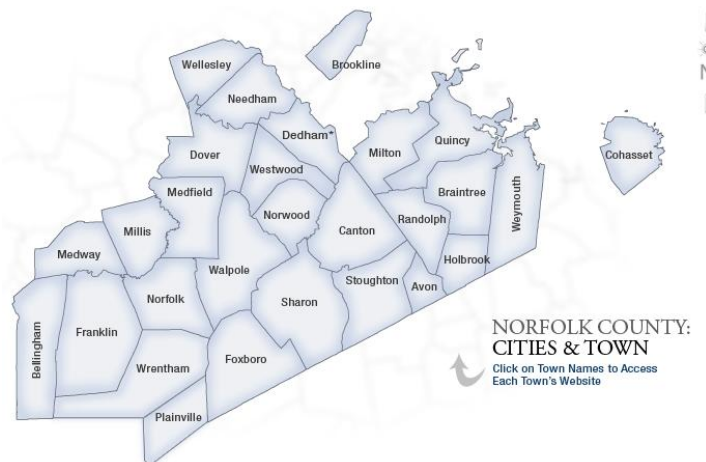 Wellesley
Brookline
Needham
Dedham*
Quincy
Dover
Milton
Cohasset
Westwood
Medfield
Braintree
Weymouth
Norwood
Randolph
Millis
Canton
Medway
Holbrook
Walpole
Stoughton
Avon
Norfolk
Sharon
Franklin
Bellingham
Foxboro
Wrentham
Plainville
NORFOLK COUNTY:
CITIES & TOWN
Click on Town Names to Access
Each Town's Website